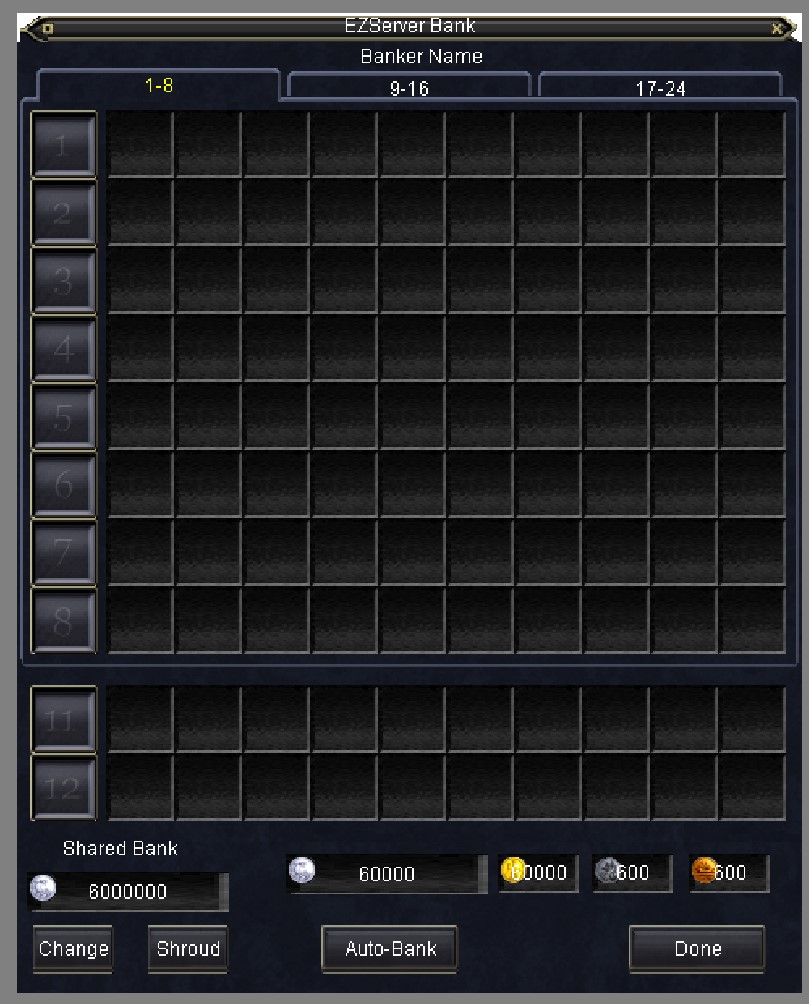 EZServer Bank
Banker Name
1-8 9-16 17-24
1
2
3
4
5
6
7
8
11
12
Shared Bank
6000000 60000 60000 600 600
Change Shroud Auto-Bank Done